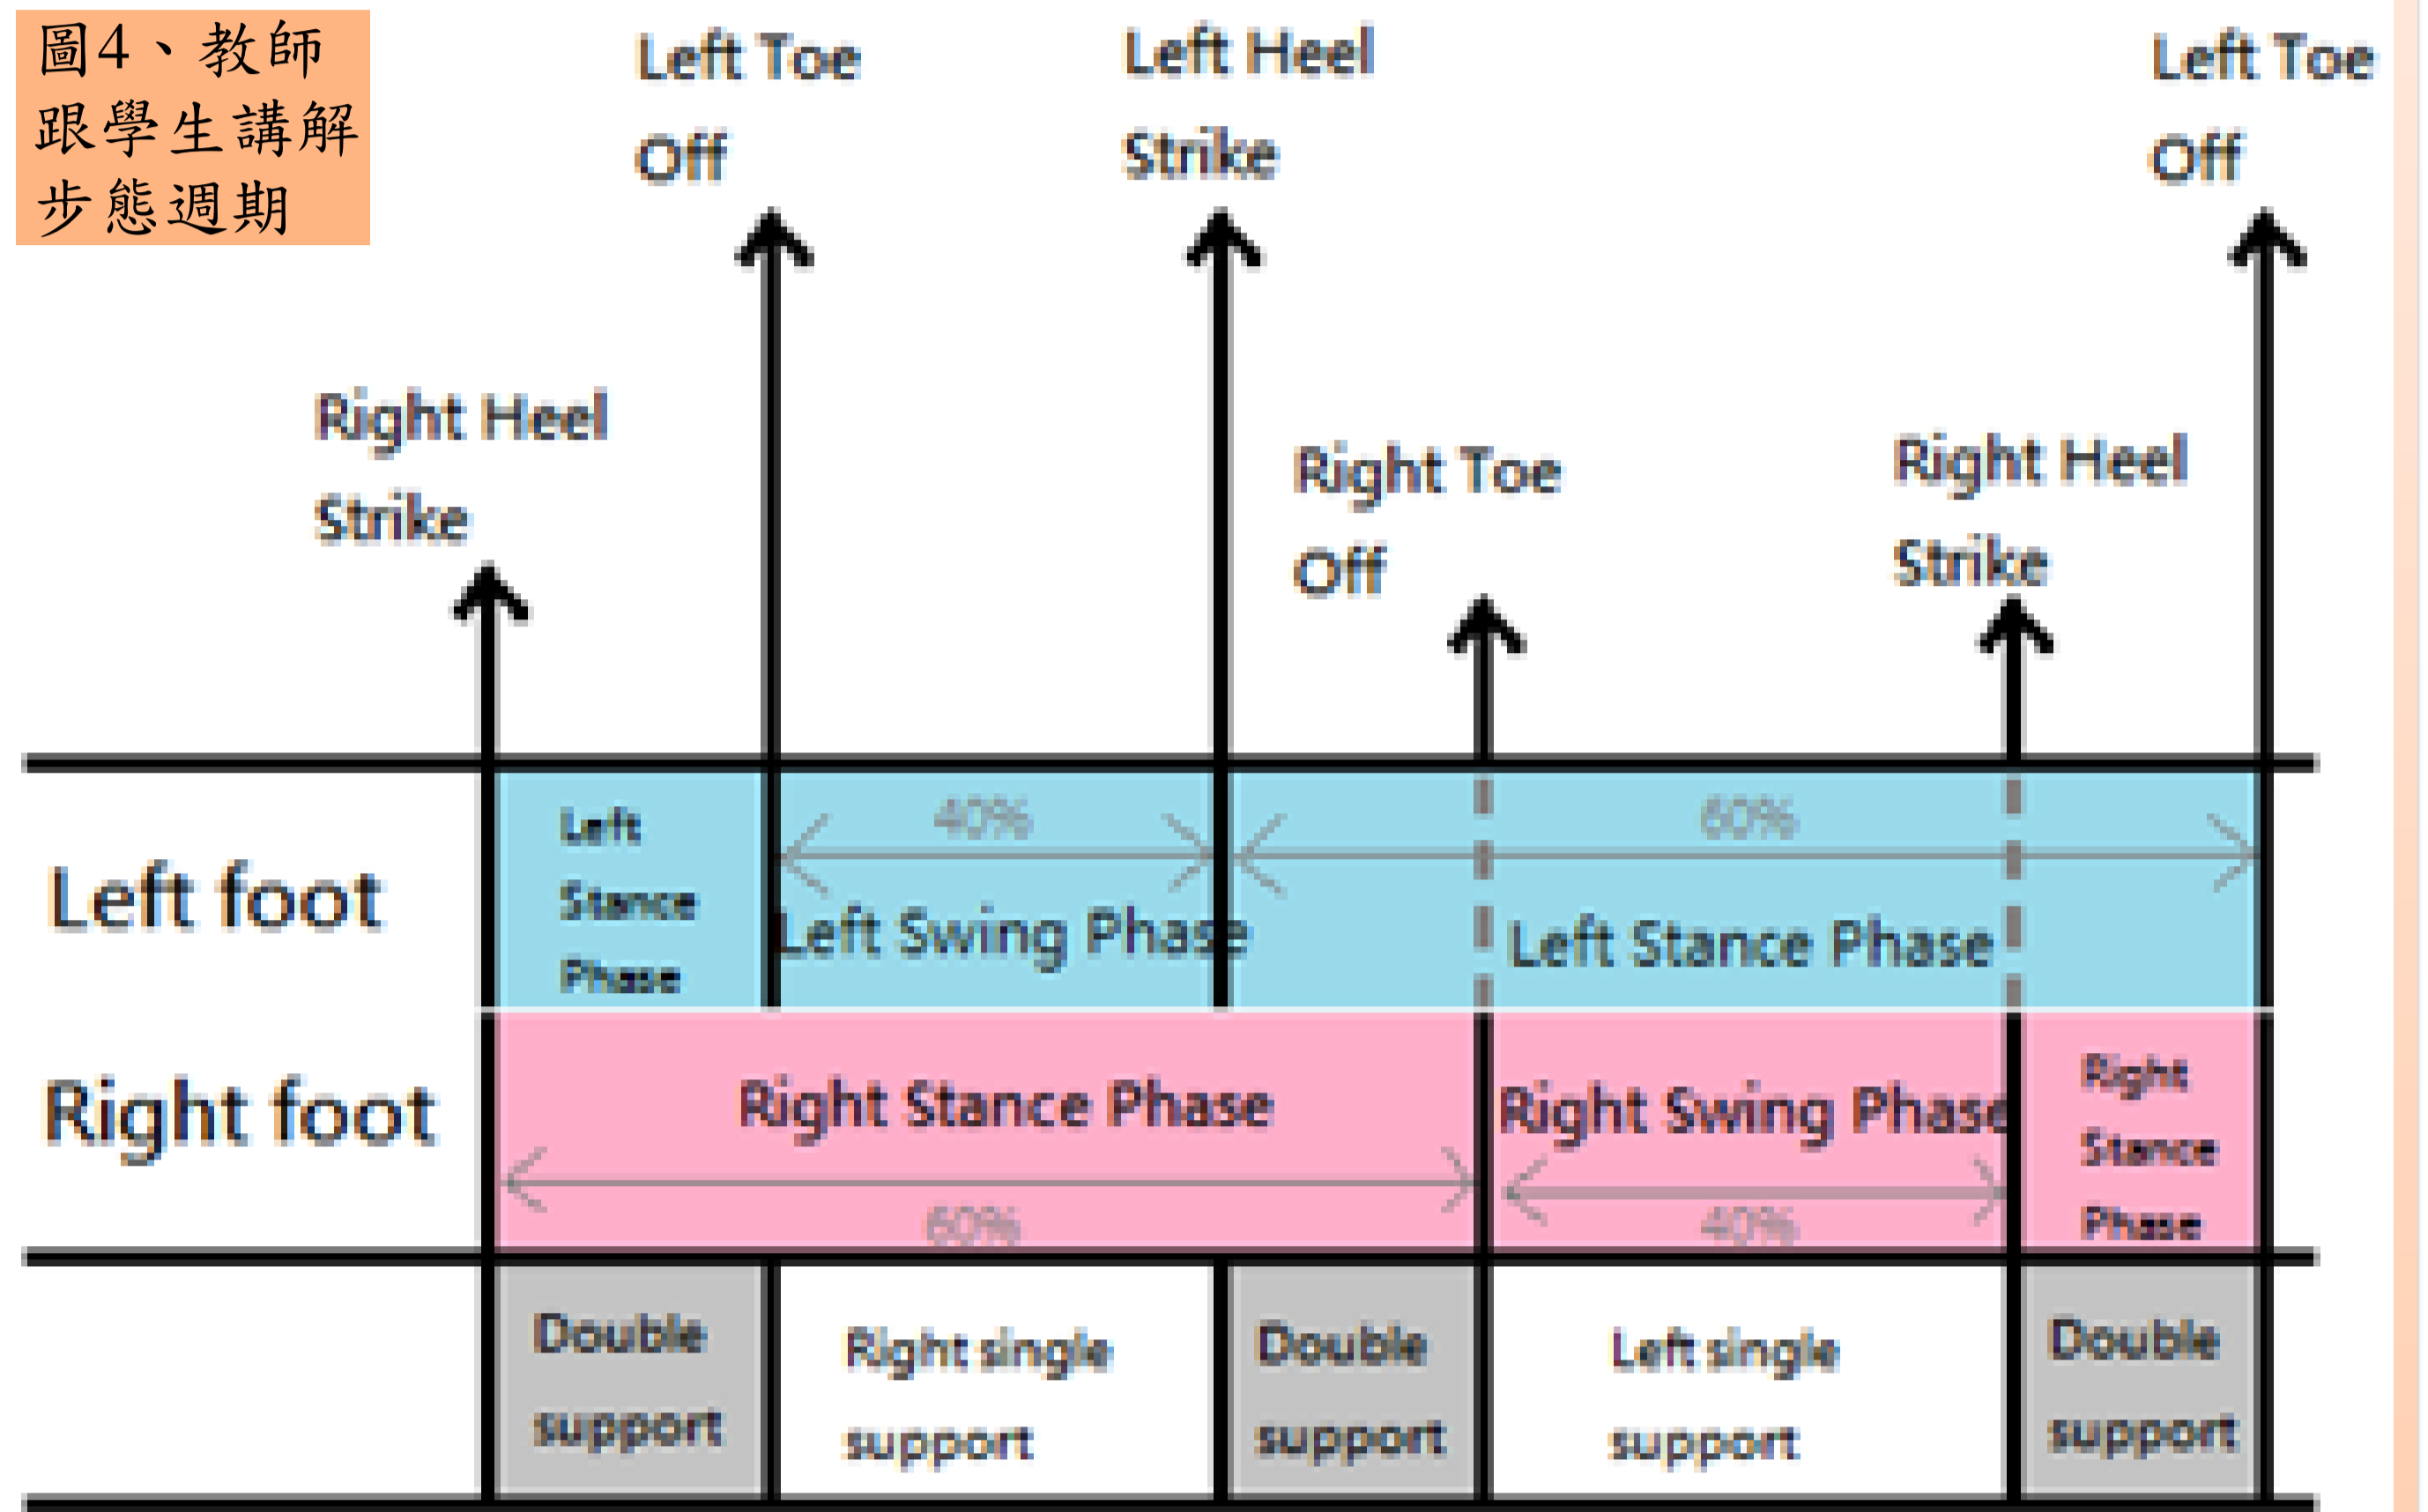 圖4、教師
跟學生講解
步態週期
Left Toe
Off
Left Heel
Strike
Left Toe
Off
Right Heel
Strike
Right Toe
Off
Right Heel
Strike
Left foot
Left
Stance
Phase
40%
Left Swing Phase
60%
Left Stance Phase
Right foot
Right Stance Phase
60%
Right Swing Phase
40%
Right
Stance
Phase
Double
support
Right single
support
Double
support
Left single
support
Double
support